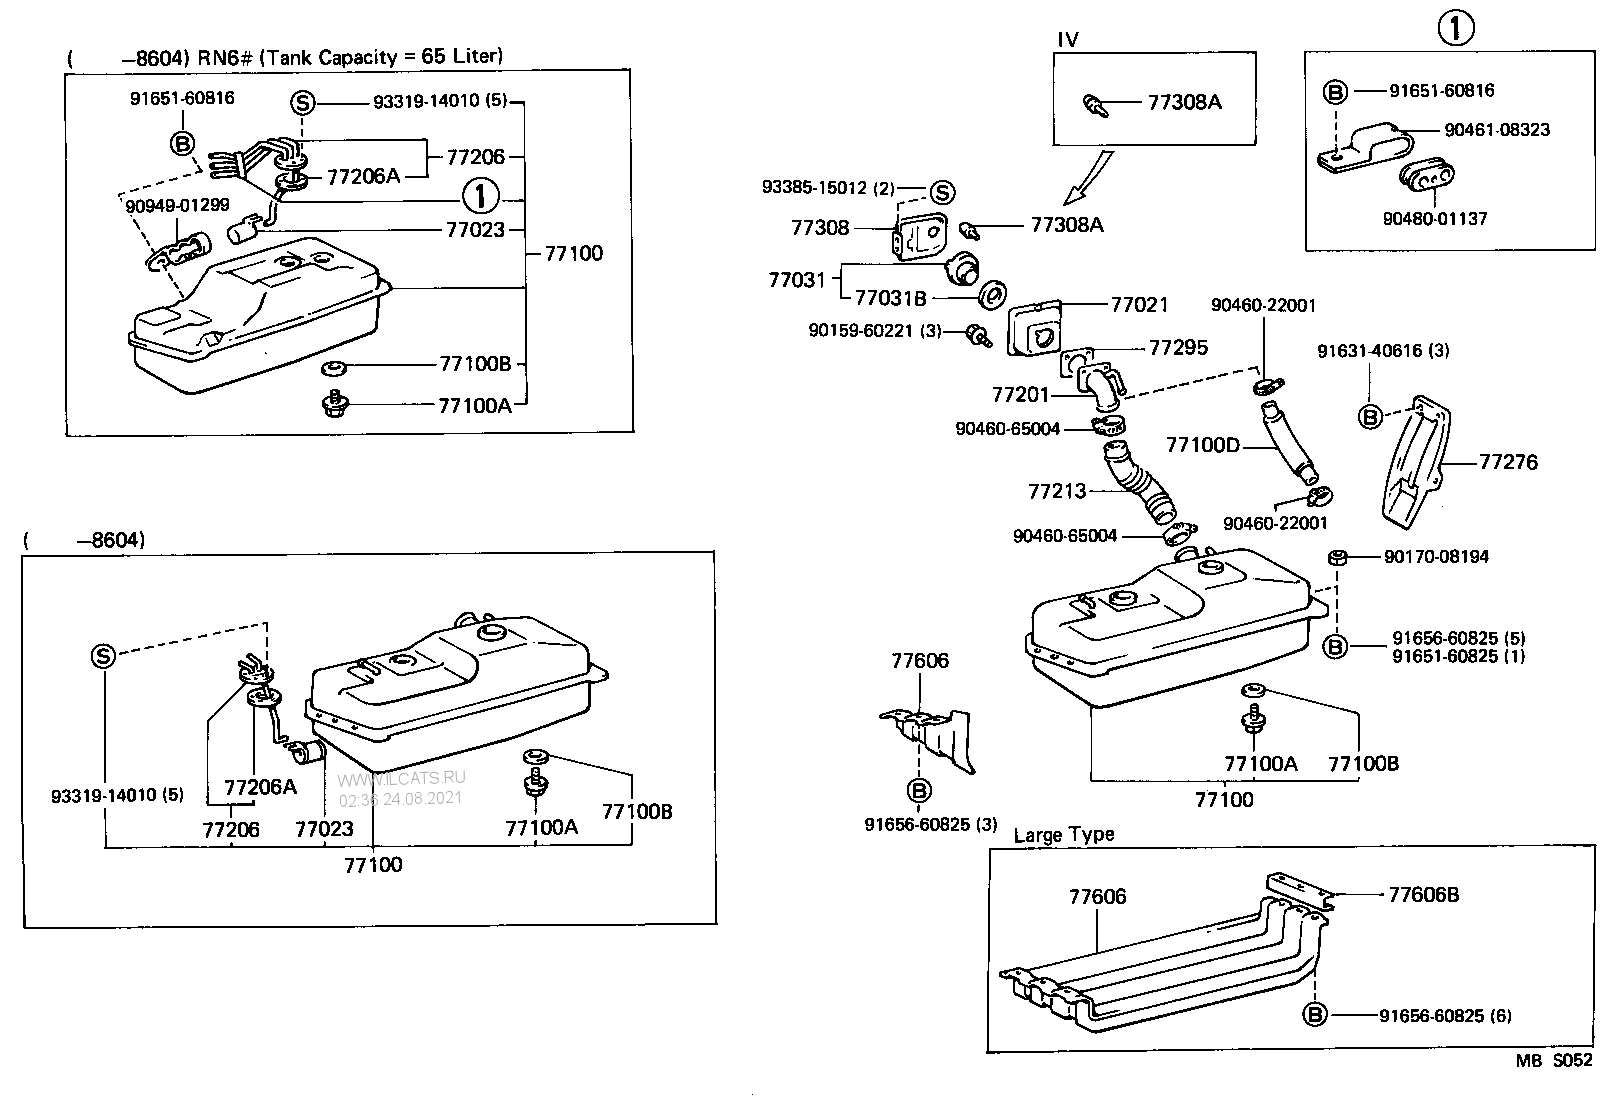 ( -8604) RN6# (Tank Capacity = 65 Liter)
91651-60816
S
93319-14010 (5)
B
77206
77206A
1
90949-01299
77023
77100
77100B
77100A
( -8604)
S
77206A
93319-14010 (5)
77206
77023
77100A
77100B
77100
WWW.ILCATS.RU
02:36 24.08.2021
IV
77308A
1
B
91651-60816
90461-08323
90480-01137
93385-15012 (2)
S
77308
77308A
77031
77031B
77021
90159-60221 (3)
77295
77201
90460-22001
91631-40616 (3)
B
90460-65004
77100D
77276
77213
90460-22001
90460-65004
90170-08194
B
91656-60825 (5)
91651-60825 (1)
77606
B
91656-60825 (3)
77100A
77100B
77100
Large Type
77606
77606B
B
91656-60825 (6)
MB S052